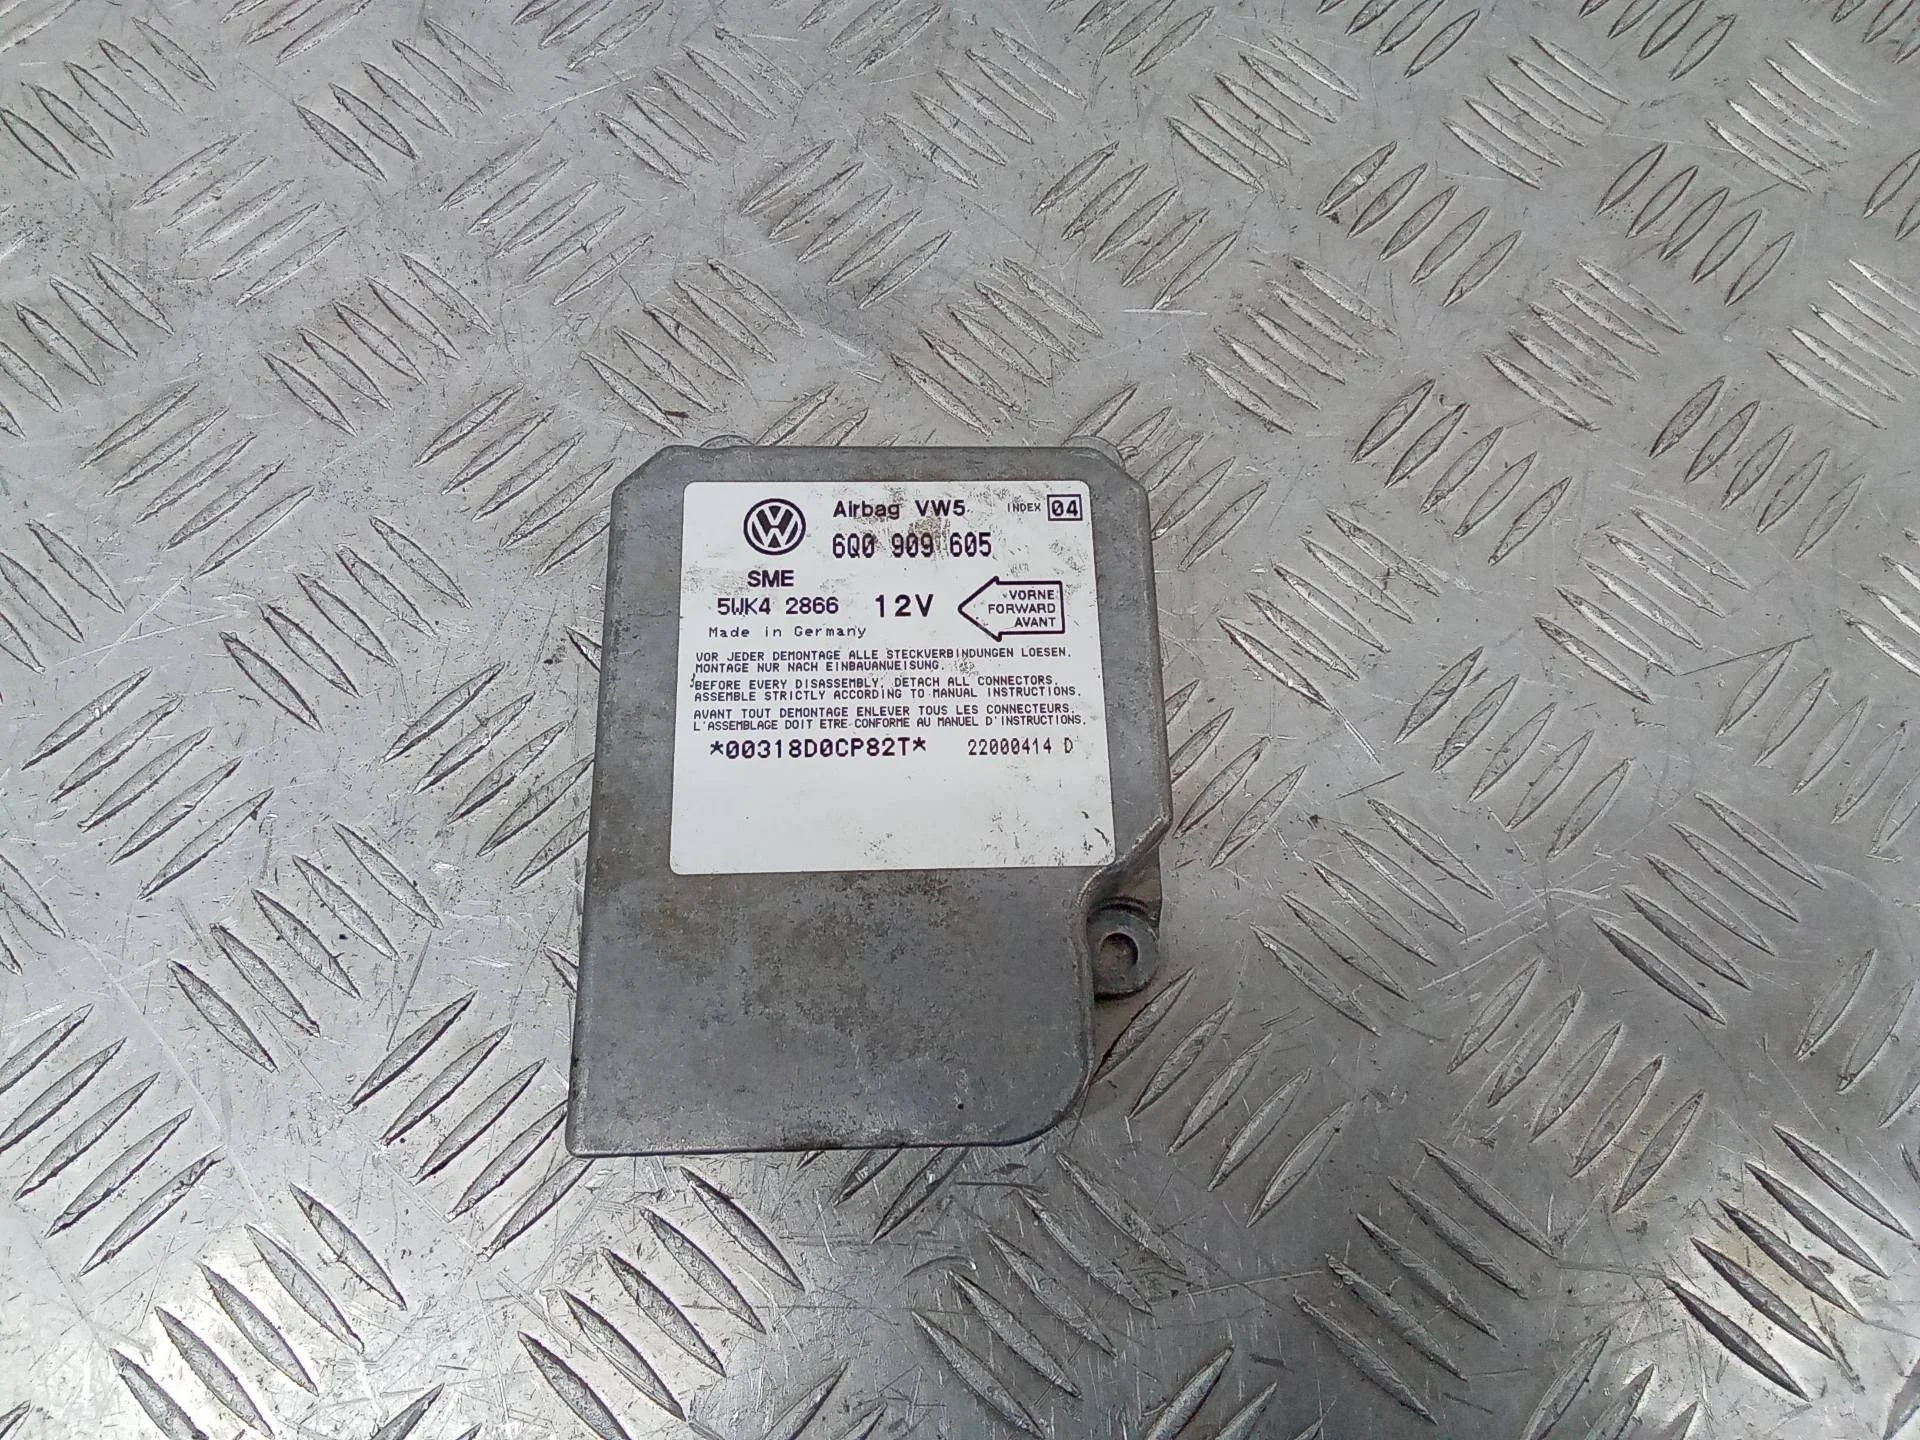 Airbag VW5 INDEX 04
6Q0 909 605
SME
5WK4 2866 12V
VORNE
FORWARD
AVANT
Made in Germany
VOR JEDER DEMONTAGE ALLE STECKVERBINDUNGEN LOESEN.
MONTAGE NUR NACH EINBAUANWEISUNG.
BEFORE EVERY DISASSEMBLY, DETACH ALL CONNECTORS.
ASSEMBLE STRICTLY ACCORDING TO MANUAL INSTRUCTIONS.
AVANT TOUT DEMONTAGE ENLEVER TOUS LES CONNECTEURS.
L'ASSEMBLAGE DOIT ETRE CONFORME AU MANUEL D'INSTRUCTIONS.
*00318D0CP82T* 22000414 D